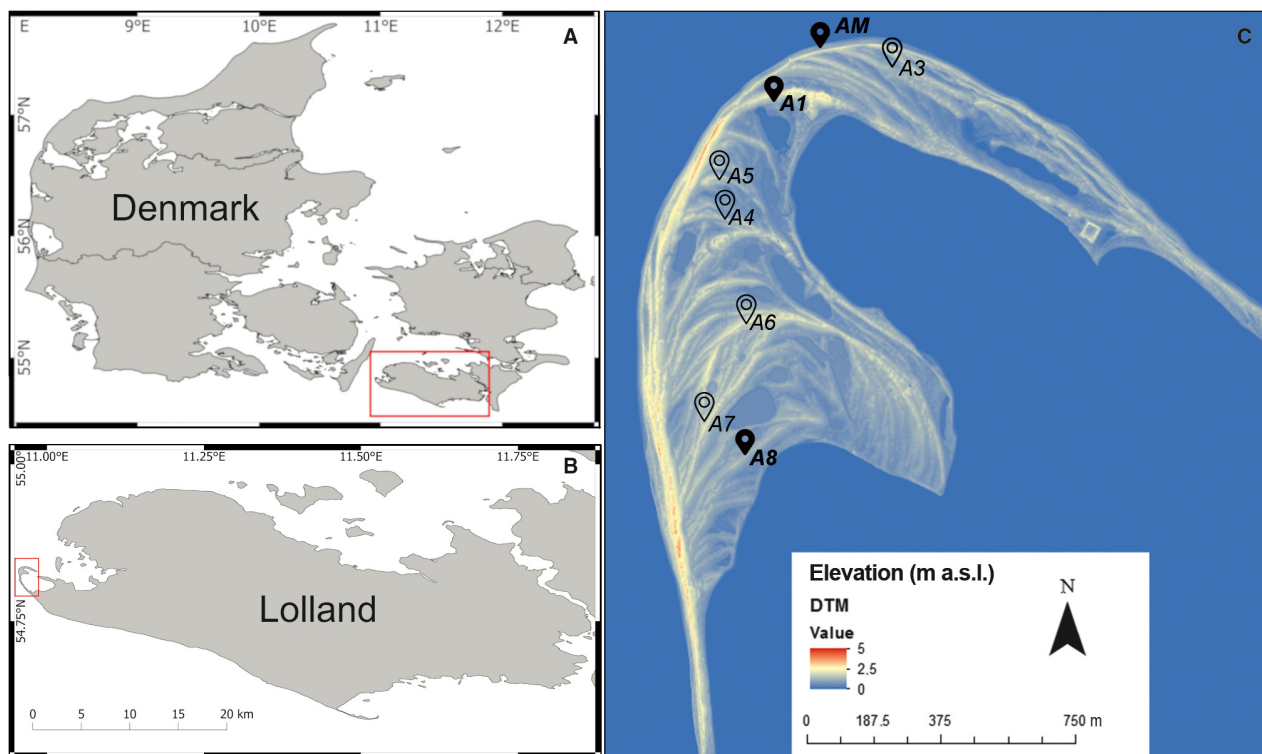 E 9°E 10°E 11°E 12°E
A
57°N
56°N
55°N
Denmark
11.00°E 11.25°E 11.50°E 11.75°E
B
55.00°N
54.75°N
Lolland
0 5 10 15 20 km
C
AM
A3
A1
A5
A4
A6
A7
A8
Elevation (m a.s.l.)
DTM
Value
5
2.5
0
N
0 187.5 375 750 m